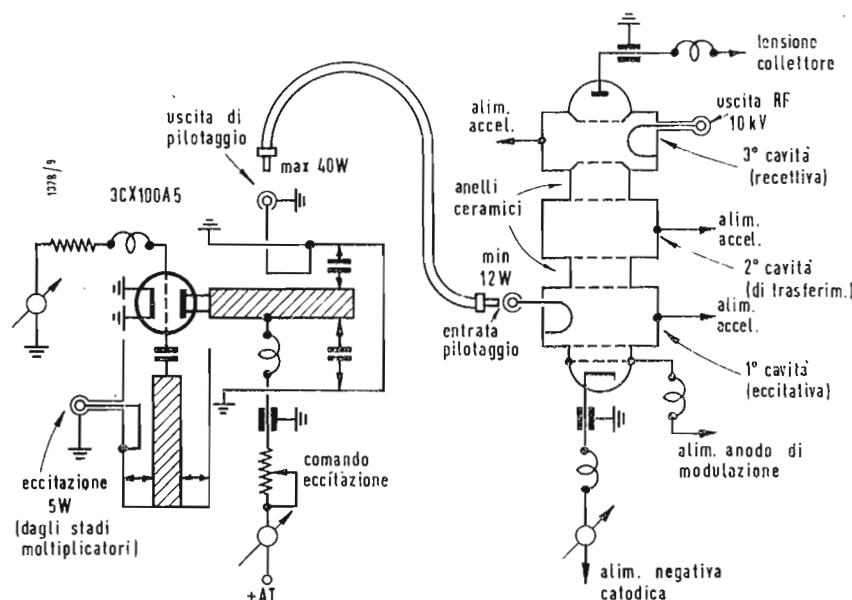 tensione
collettore
uscita di
pilotaggio
max 40W
alim.
accel.
uscita RF
10 kV
3° cavità
(recettiva)
1378/9
3CX100A5
anelli
ceramici
alim.
accel.
2° cavità
(di trasferim.)
min
12W
entrata
pilotaggio
alim.
accel.
1° cavità
(eccitativa)
eccitazione
5W
(dagli stadi
moltiplicatori)
comando
eccitazione
alim. anodo di
modulazione
+AT
alim. negativa
catodica